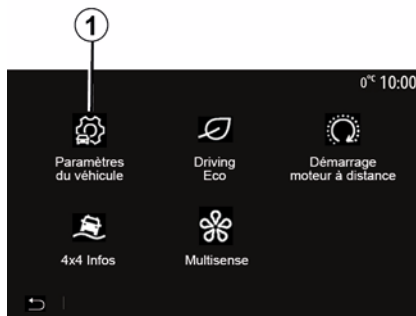 1
0°C 10:00
Paramètres
du véhicule
Driving
Eco
Démarrage
moteur à distance
4x4 Infos
Multisense